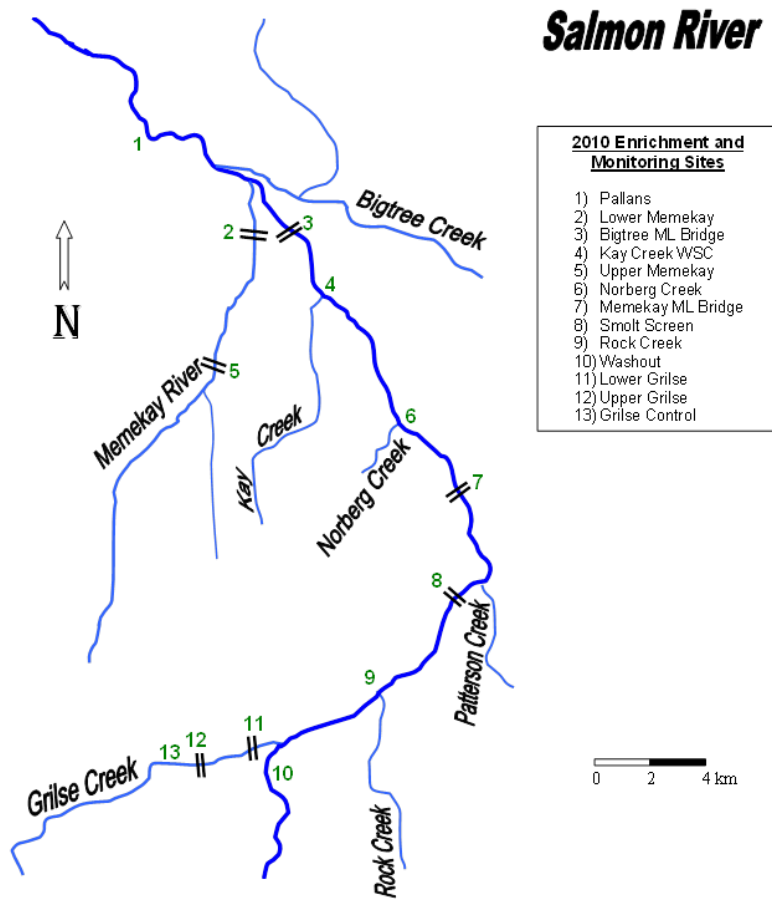 Salmon River
2010 Enrichment and
Monitoring Sites
1) Pallans
2) Lower Memekay
3) Bigtree ML Bridge
4) Kay Creek WSC
5) Upper Memekay
6) Norberg Creek
7) Memekay ML Bridge
8) Smolt Screen
9) Rock Creek
10) Washout
11) Lower Grilse
12) Upper Grilse
13) Grilse Control
1
Bigtree Creek
2
3
N
4
5
Memekay River
Kay Creek
6
Norberg Creek
7
8
Patterson Creek
9
11
12
13
10
Grilse Creek
Rock Creek
0 2 4 km